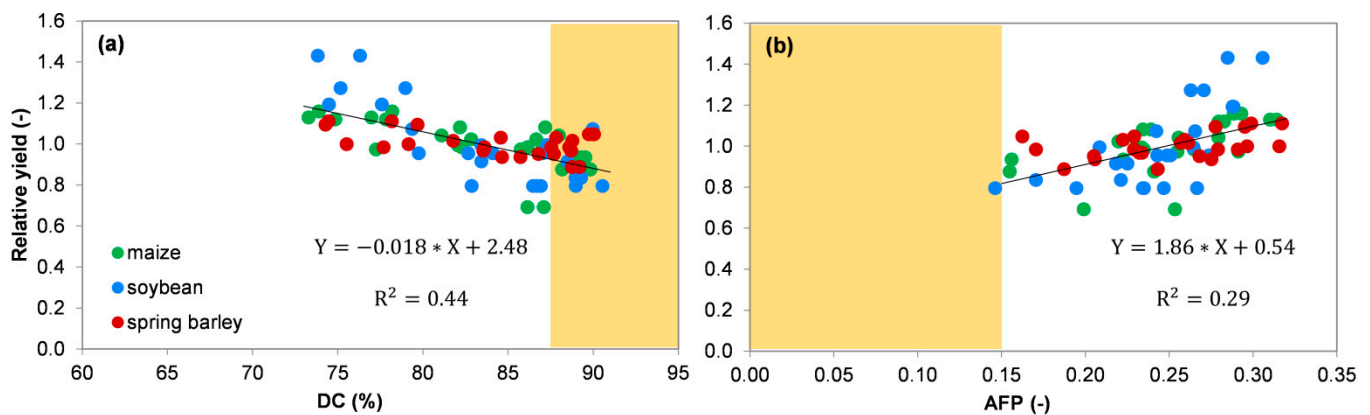 (a)
Relative yield (-)
1.6
1.4
1.2
1.0
0.8
0.6
0.4
0.2
0.0
maize
soybean
spring barley
Y = −0.018 ∗ X + 2.48
R² = 0.44
60 65 70 75 80 85 90 95
DC (%)
(b)
1.6
1.4
1.2
1.0
0.8
0.6
0.4
0.2
0.0
Y = 1.86 ∗ X + 0.54
R² = 0.29
0.00 0.05 0.10 0.15 0.20 0.25 0.30 0.35
AFP (-)